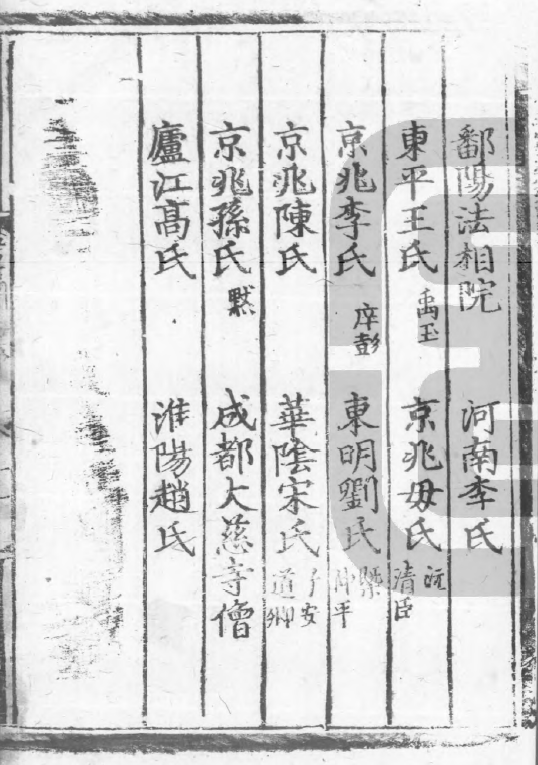 鄱陽法相院 河南李氏
東平王氏 禹玉 京兆毋氏 沆清臣
京兆李氏 庠彭 東明劉氏 槩仲平
京兆陳氏 華陰宋氏 子安道卿
京兆孫氏 默 成都大慈寺僧
廬江髙氏 淮陽趙氏